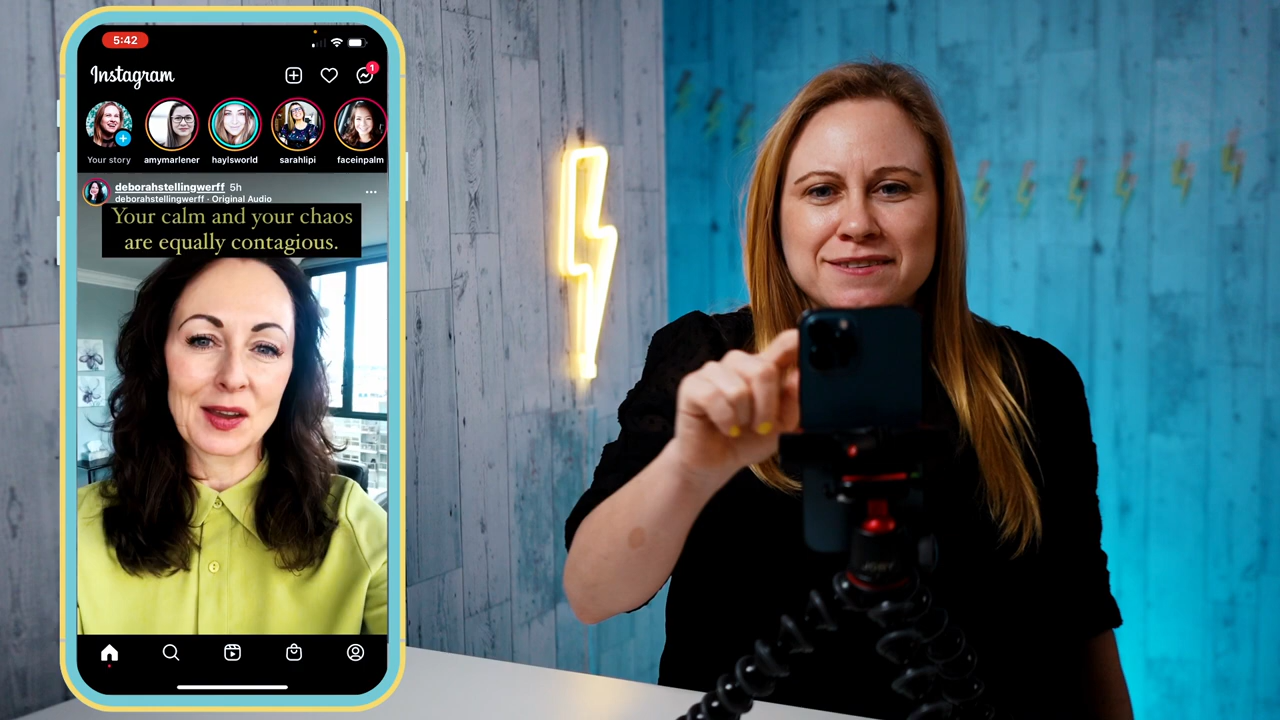 5:42
Instagram
1
Your story
amymarlener
haylsworld
sarahlipi
faceinpalm
deborahstellingwerff 5h
deborahstellingwerff · Original Audio
Your calm and your chaos
are equally contagious.
JOBY